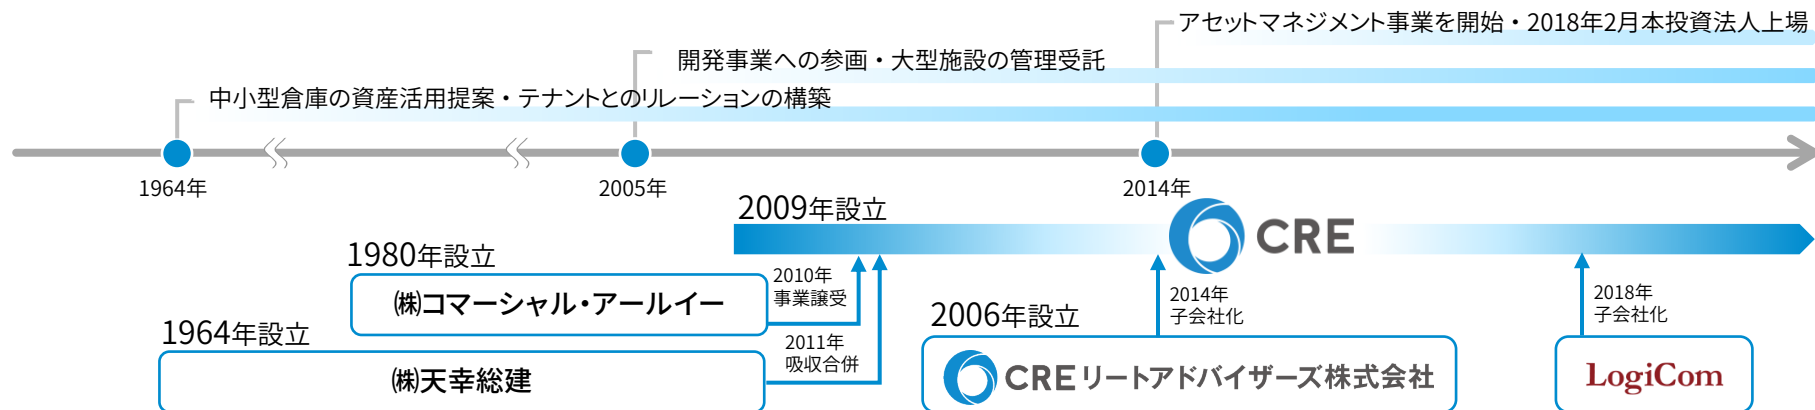 アセットマネジメント事業を開始・2018年2月本投資法人上場
開発事業への参画・大型施設の管理受託
中小型倉庫の資産活用提案・テナントとのリレーションの構築
1964年
2005年
2014年
2009年設立
CRE
1980年設立
㈱コマーシャル・アールイー
2010年
事業譲受
1964年設立
㈱天幸総建
2011年
吸収合併
2006年設立
CREリートアドバイザーズ株式会社
2014年
子会社化
2018年
子会社化
LogiCom